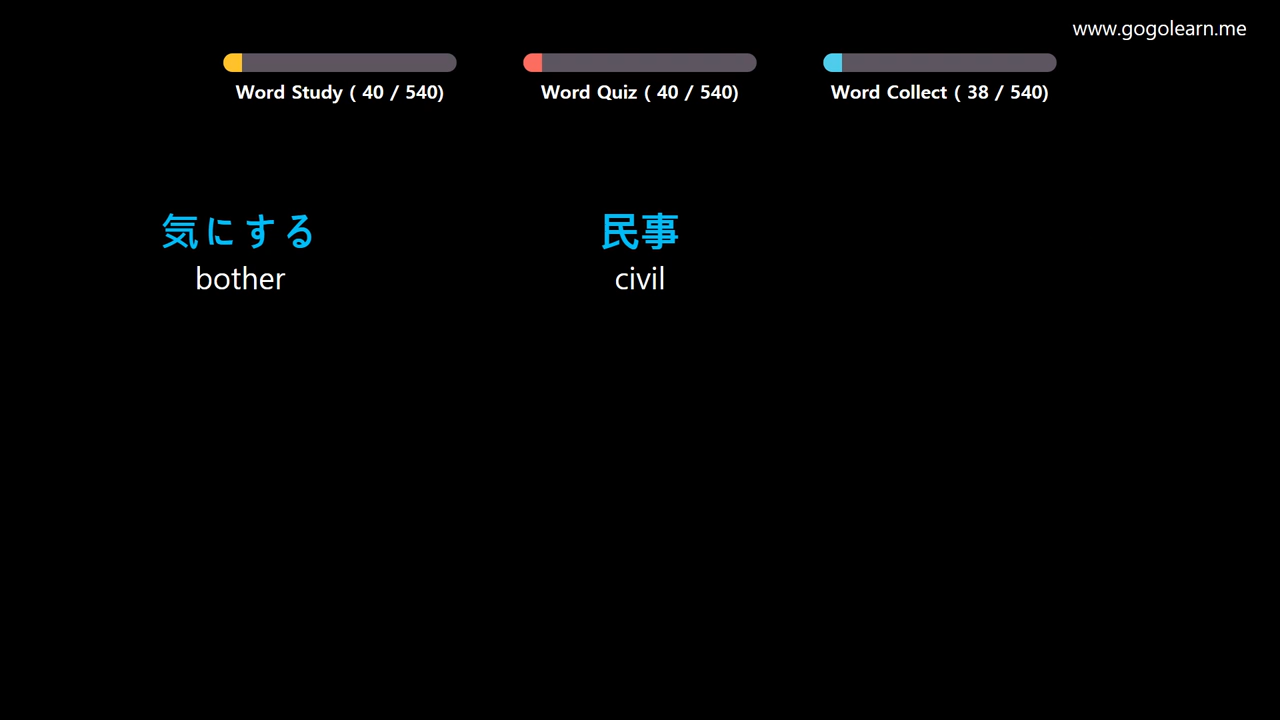 www.gogolearn.me
Word Study ( 40 / 540)
Word Quiz ( 40 / 540)
Word Collect ( 38 / 540)
気にする
bother
民事
civil